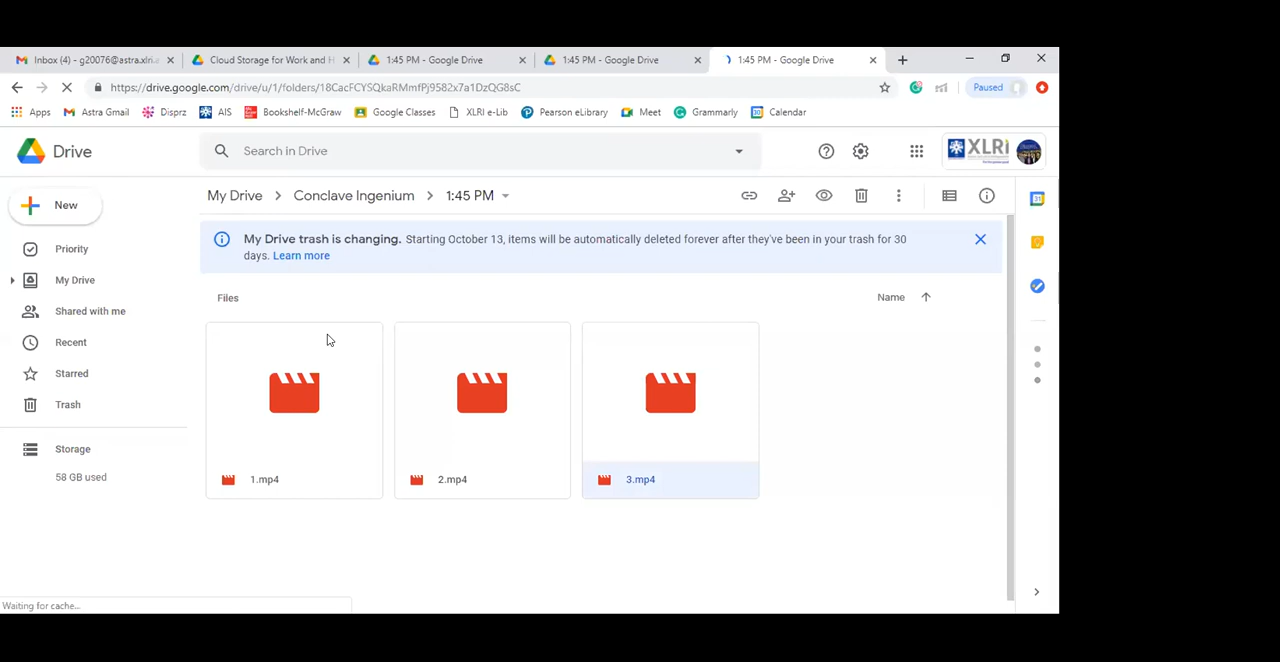 Inbox (4) - g20076@astra.xlri.a
Cloud Storage for Work and H
1:45 PM - Google Drive
1:45 PM - Google Drive
1:45 PM - Google Drive
https://drive.google.com/drive/u/1/folders/18CacFCYSQkaRMmfPj9582x7a1DzQG8sC
Paused
Apps
Astra Gmail
Disprz
AIS
Bookshelf-McGraw
Google Classes
XLRI e-Lib
Pearson eLibrary
Meet
Grammarly
Calendar
Drive
Search in Drive
XLRI
New
My Drive
Conclave Ingenium
1:45 PM
Priority
My Drive
Shared with me
Recent
Starred
Trash
Storage
58 GB used
My Drive trash is changing. Starting October 13, items will be automatically deleted forever after they've been in your trash for 30
days. Learn more
Files
Name
1.mp4
2.mp4
3.mp4
31
Waiting for cache...